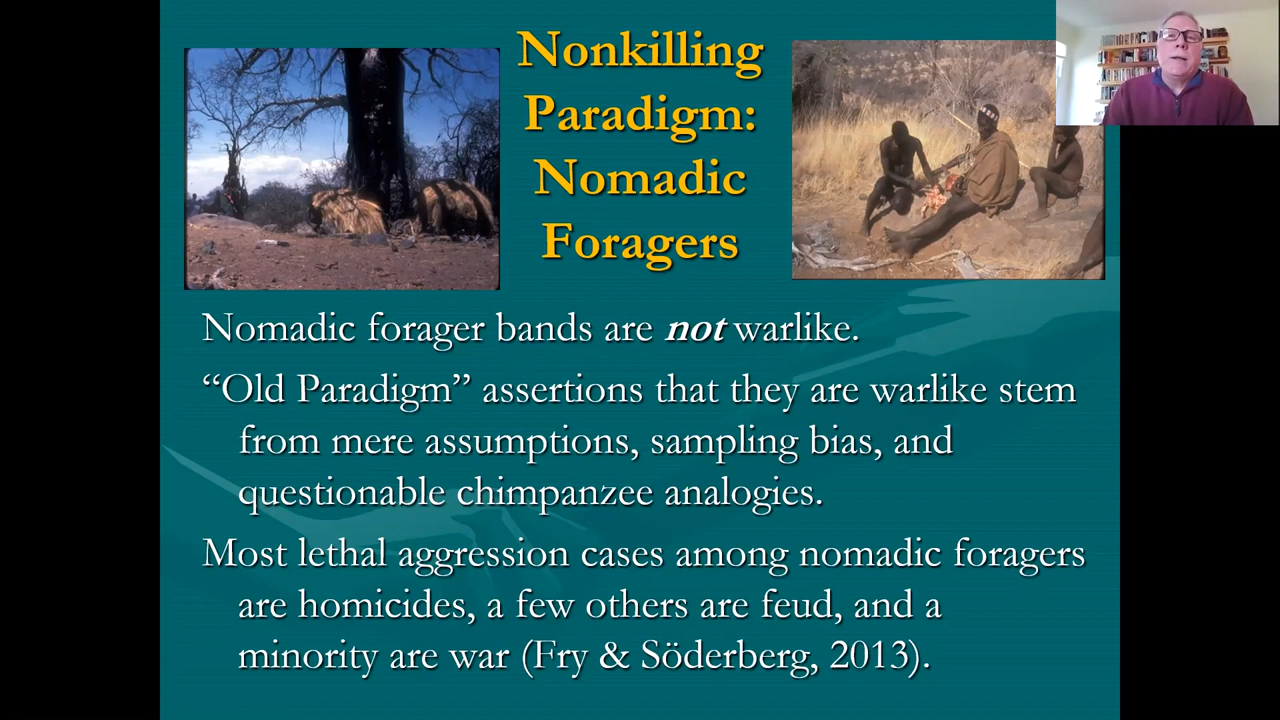 Nonkilling
Paradigm:
Nomadic
Foragers
Nomadic forager bands are not warlike.
“Old Paradigm” assertions that they are warlike stem
from mere assumptions, sampling bias, and
questionable chimpanzee analogies.
Most lethal aggression cases among nomadic foragers
are homicides, a few others are feud, and a
minority are war (Fry & Söderberg, 2013).